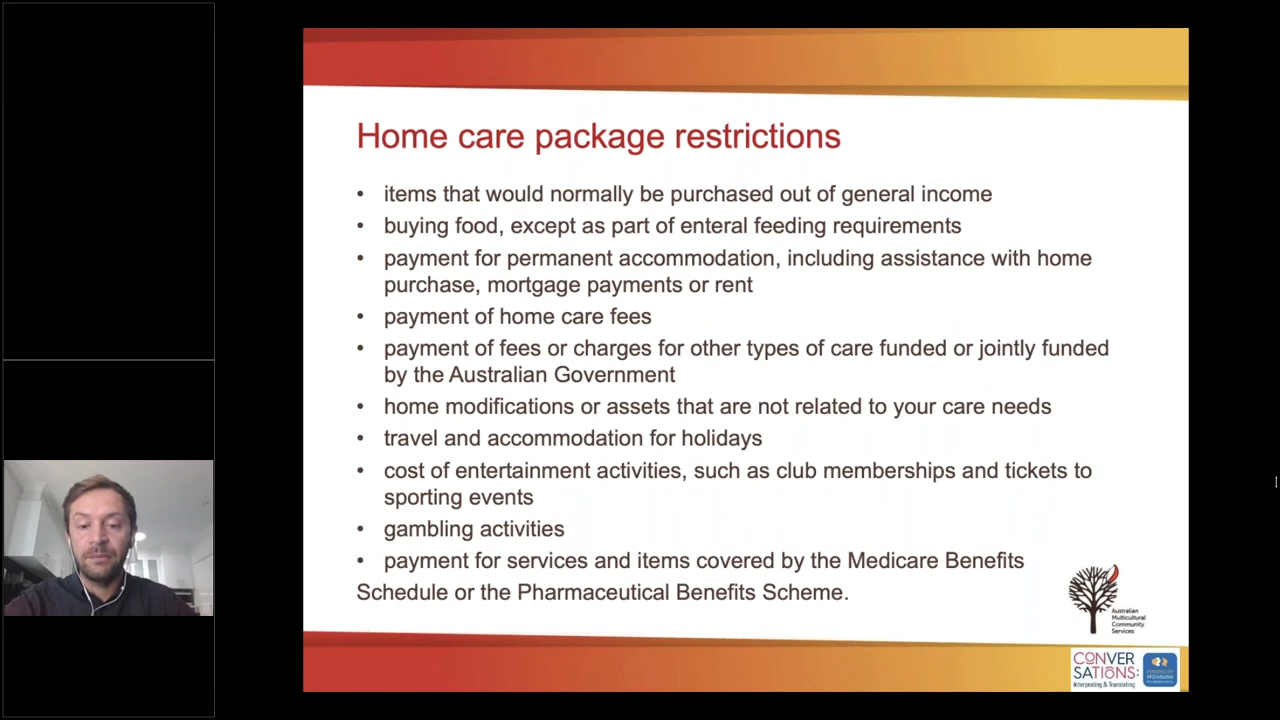 Home care package restrictions
• items that would normally be purchased out of general income
• buying food, except as part of enteral feeding requirements
• payment for permanent accommodation, including assistance with home
purchase, mortgage payments or rent
• payment of home care fees
• payment of fees or charges for other types of care funded or jointly funded
by the Australian Government
• home modifications or assets that are not related to your care needs
• travel and accommodation for holidays
• cost of entertainment activities, such as club memberships and tickets to
sporting events
• gambling activities
• payment for services and items covered by the Medicare Benefits
Schedule or the Pharmaceutical Benefits Scheme.
Australian
Multicultural
Community
Services
CONVER
SATIONS:
Interpreting & Translating